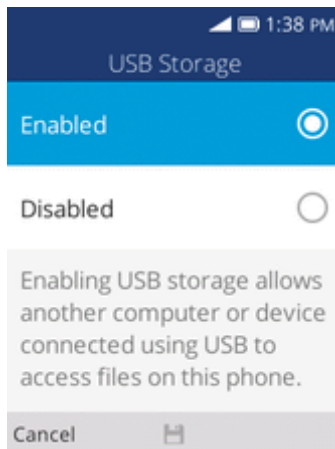 1:38 PM
USB Storage
Enabled
Disabled
Enabling USB storage allows
another computer or device
connected using USB to
access files on this phone.
Cancel